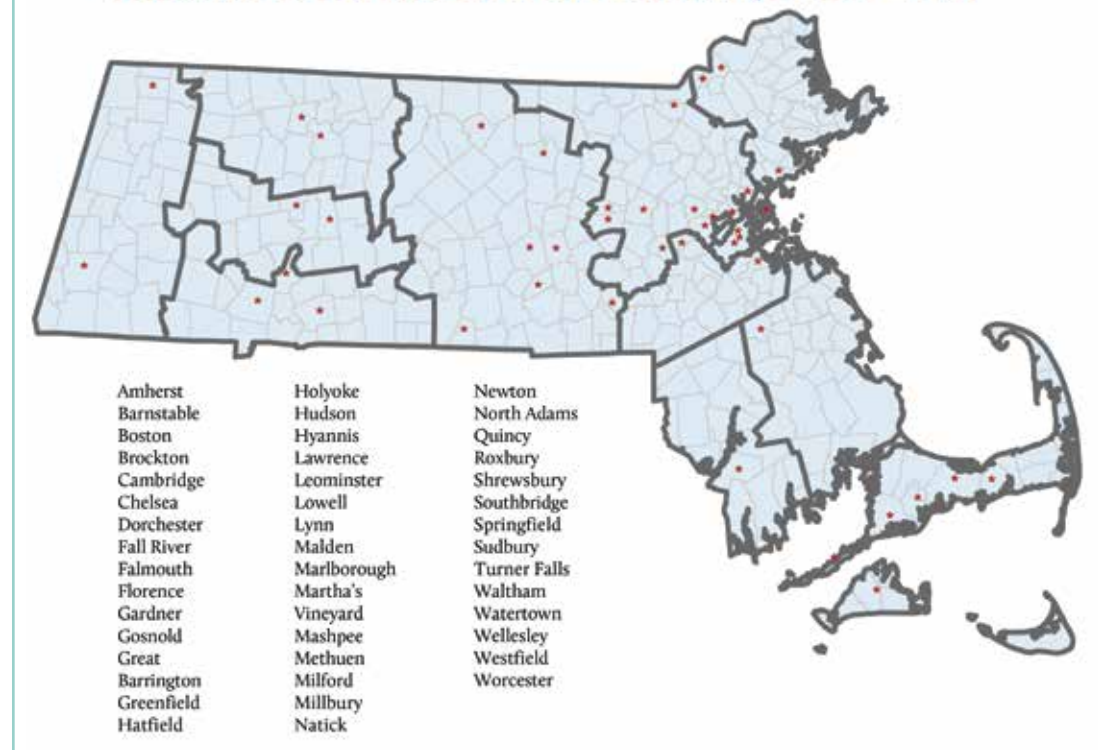 Amherst
Barnstable
Boston
Brockton
Cambridge
Chelsea
Dorchester
Fall River
Falmouth
Florence
Gardner
Gosnold
Great
Barrington
Greenfield
Hatfield
Holyoke
Hudson
Hyannis
Lawrence
Leominster
Lowell
Lynn
Malden
Marlborough
Martha's
Vineyard
Mashpee
Methuen
Milford
Millbury
Natick
Newton
North Adams
Quincy
Roxbury
Shrewsbury
Southbridge
Springfield
Sudbury
Turner Falls
Waltham
Watertown
Wellesley
Westfield
Worcester